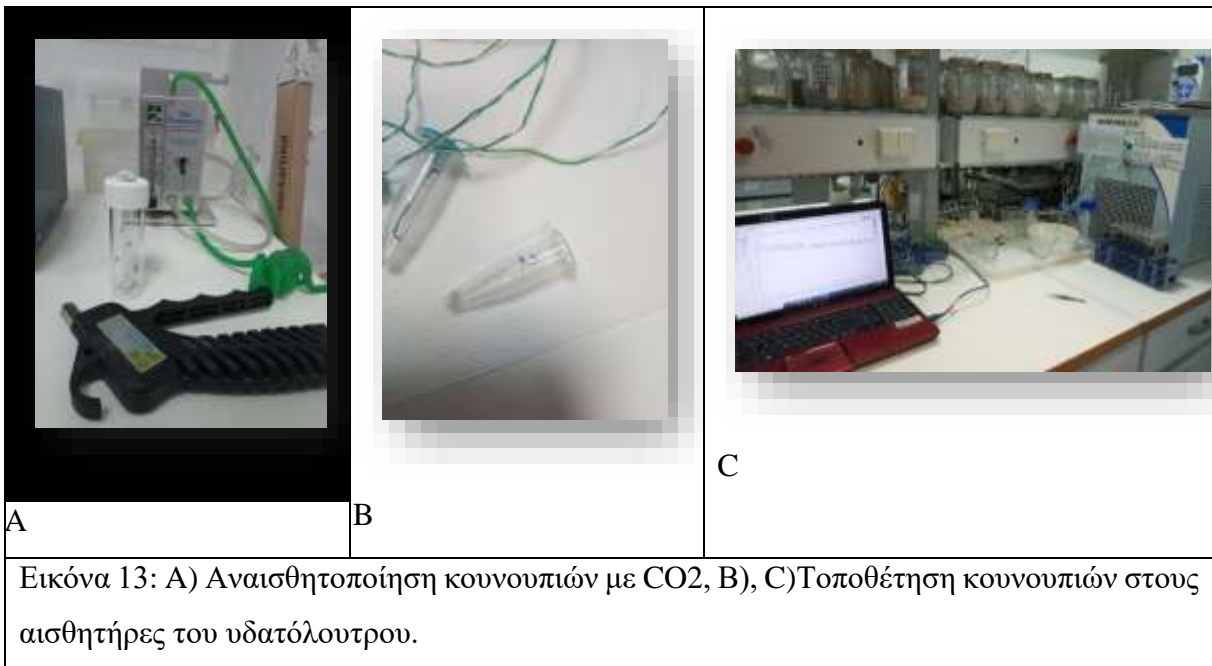 A
B
C
Εικόνα 13: Α) Αναισθητοποίηση κουνουπιών με CO2, Β), C)Τοποθέτηση κουνουπιών στους
αισθητήρες του υδατόλουτρου.